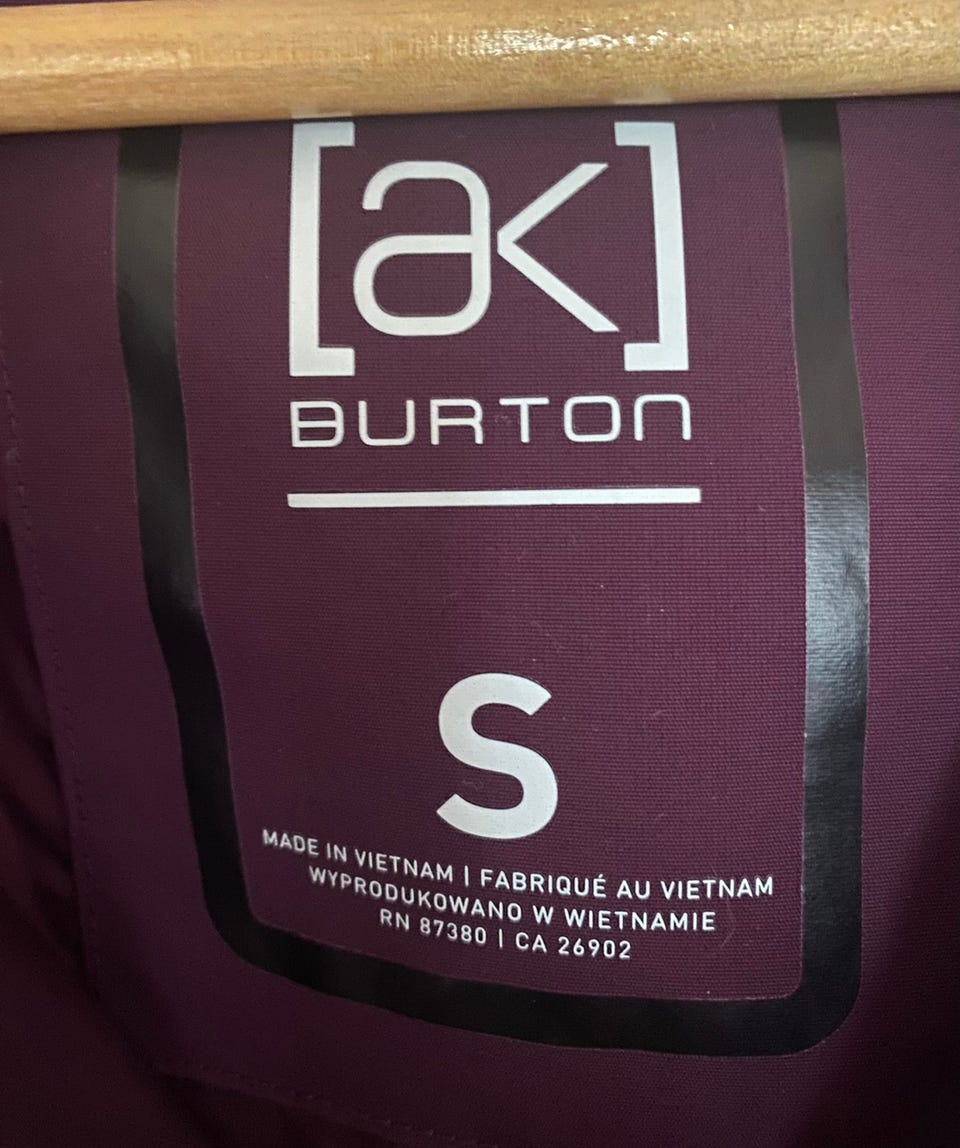 [ak]
BURTON
S
MADE IN VIETNAM | FABRIQUÉ AU VIETNAM
WYPRODUKOWANO W WIETNAMIE
RN 87380 | CA 26902